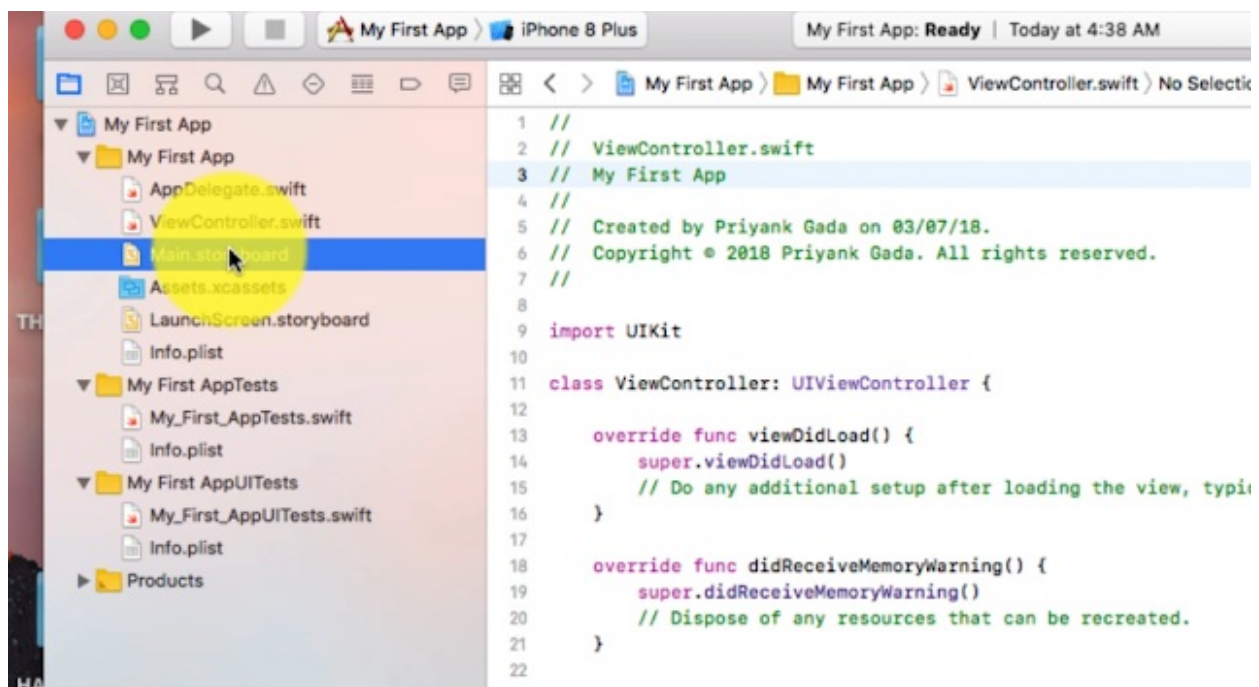 My First App iPhone 8 Plus My First App: Ready | Today at 4:38 AM
My First App My First App ViewController.swift No Selectio
My First App
My First App
AppDelegate.swift
ViewController.swift
Main.storyboard
Assets.xcassets
LaunchScreen.storyboard
Info.plist
My First AppTests
My_First_AppTests.swift
Info.plist
My First AppUITests
My_First_AppUITests.swift
Info.plist
Products
TH
HA
1 //
2 // ViewController.swift
3 // My First App
4 //
5 // Created by Priyank Gada on 03/07/18.
6 // Copyright © 2018 Priyank Gada. All rights reserved.
7 //
8
9 import UIKit
10
11 class ViewController: UIViewController {
12
13 override func viewDidLoad() {
14 super.viewDidLoad()
15 // Do any additional setup after loading the view, typic
16 }
17
18 override func didReceiveMemoryWarning() {
19 super.didReceiveMemoryWarning()
20 // Dispose of any resources that can be recreated.
21 }
22